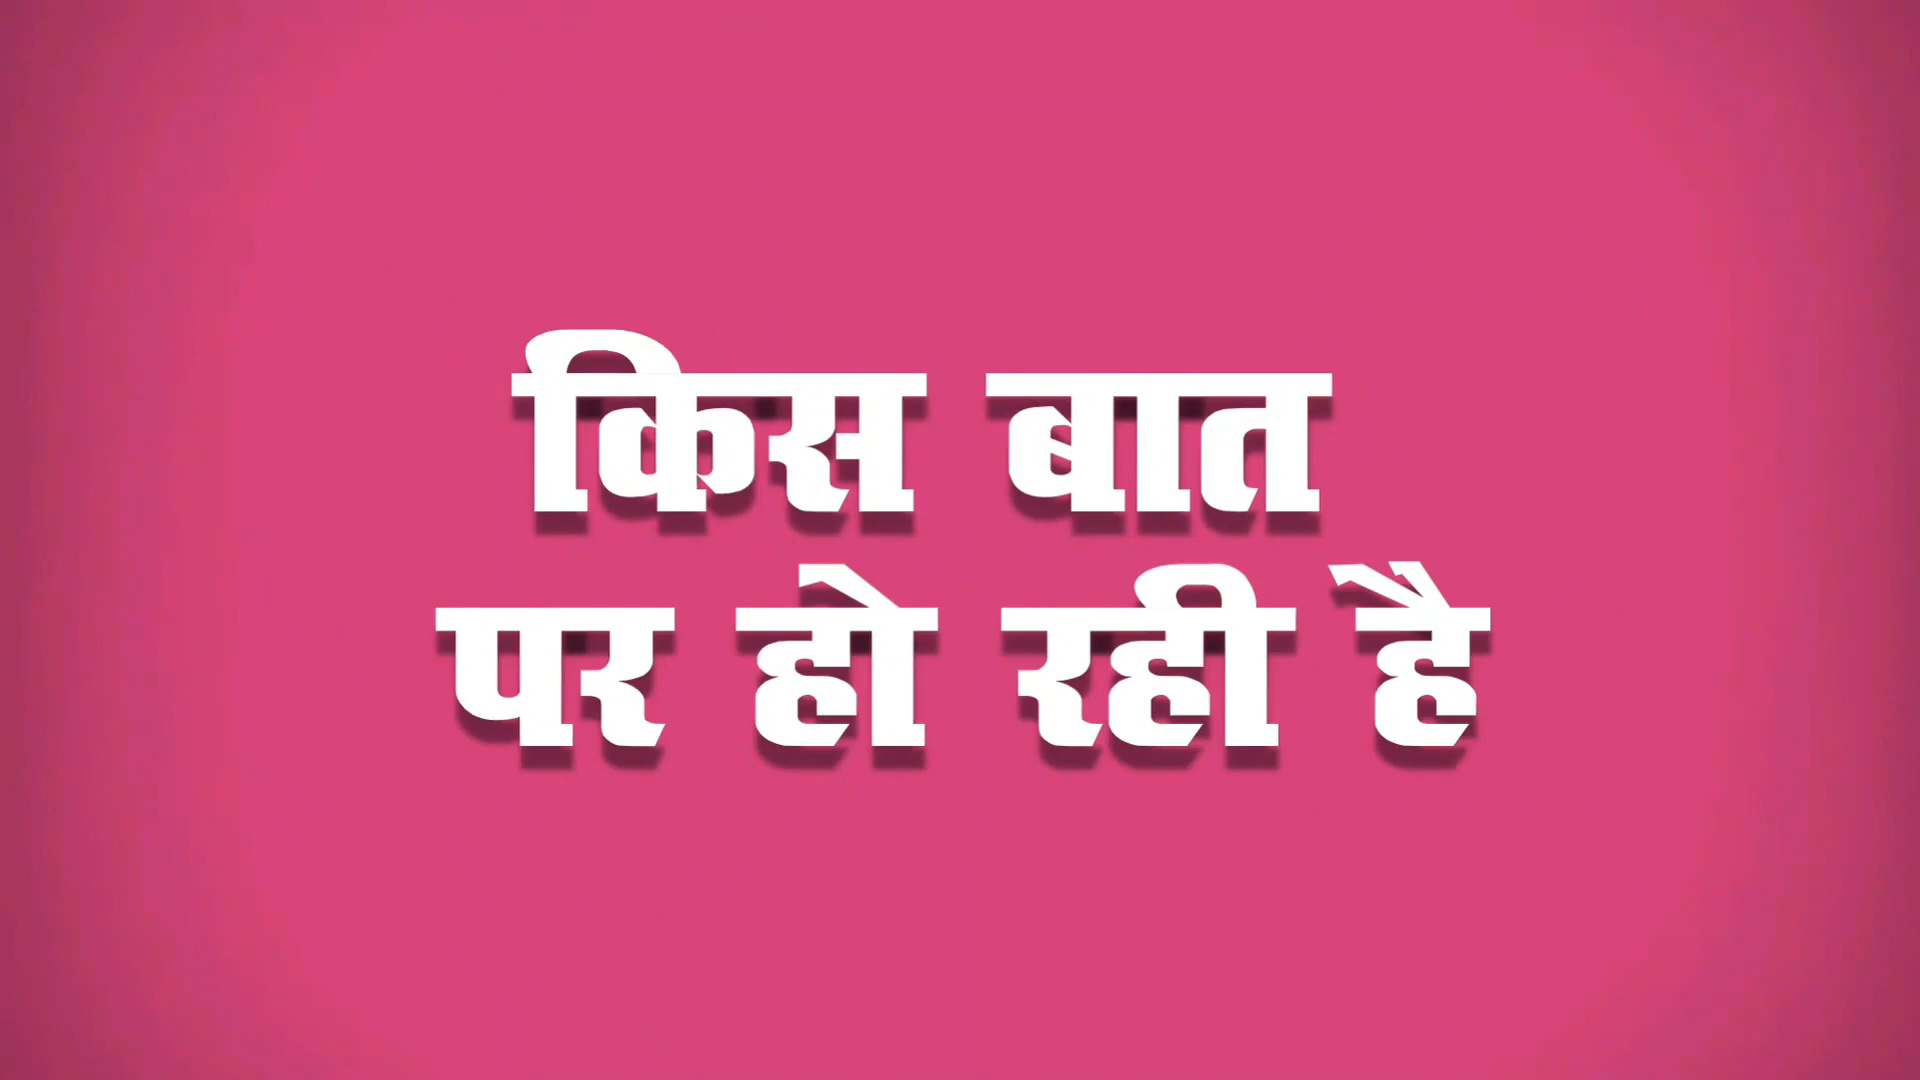 किस बात
पर हो रही है